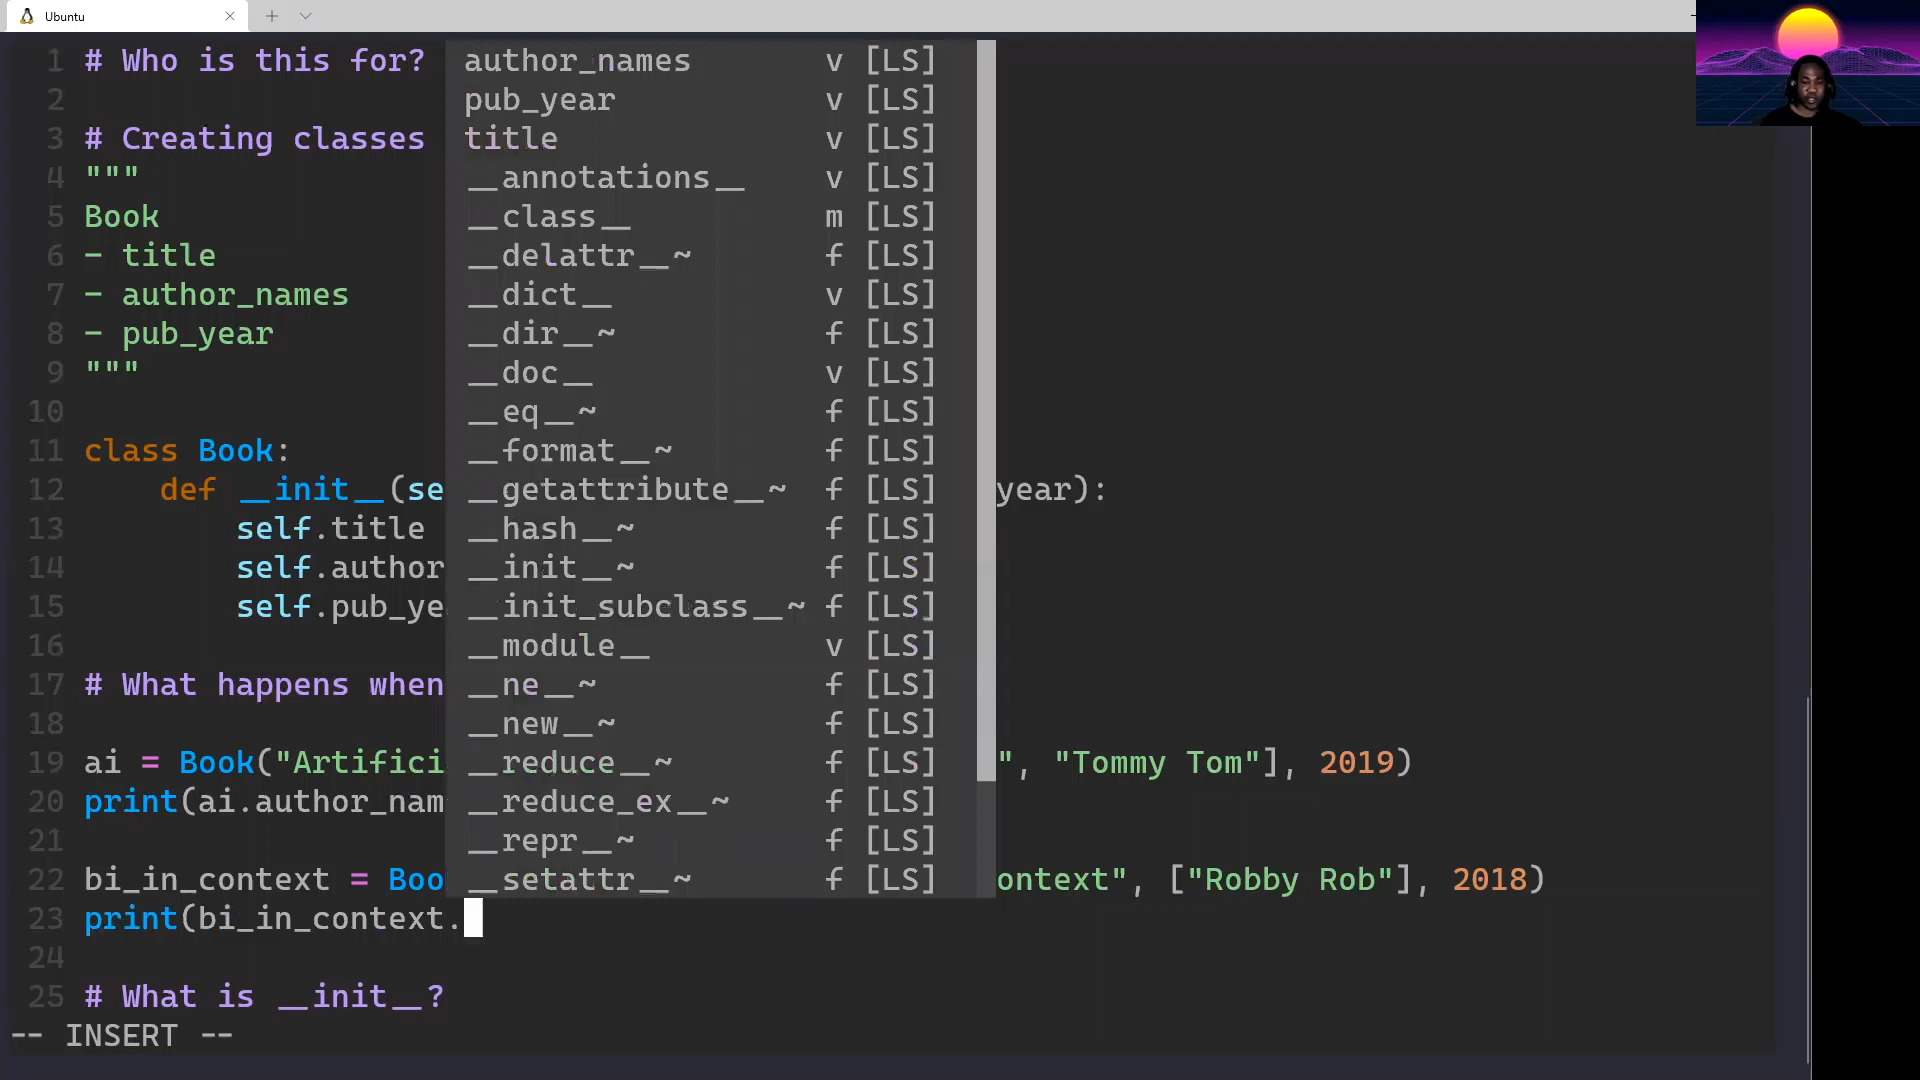 Ubuntu
1 # Who is this for?
2
3 # Creating classes
4 """
5 Book
6 - title
7 - author_names
8 - pub_year
9 """
10
11 class Book:
12 def __init__(se year):
13 self.title
14 self.author
15 self.pub_ye
16
17 # What happens when
18
19 ai = Book("Artifici ", "Tommy Tom"], 2019)
20 print(ai.author_nam
21
22 bi_in_context = Boo ontext", ["Robby Rob"], 2018)
23 print(bi_in_context.
24
25 # What is __init__?
-- INSERT --
author_names v [LS]
pub_year v [LS]
title v [LS]
__annotations__ v [LS]
__class__ m [LS]
__delattr__~ f [LS]
__dict__ v [LS]
__dir__~ f [LS]
__doc__ v [LS]
__eq__~ f [LS]
__format__~ f [LS]
__getattribute__~ f [LS]
__hash__~ f [LS]
__init__~ f [LS]
__init_subclass__~ f [LS]
__module__ v [LS]
__ne__~ f [LS]
__new__~ f [LS]
__reduce__~ f [LS]
__reduce_ex__~ f [LS]
__repr__~ f [LS]
__setattr__~ f [LS]